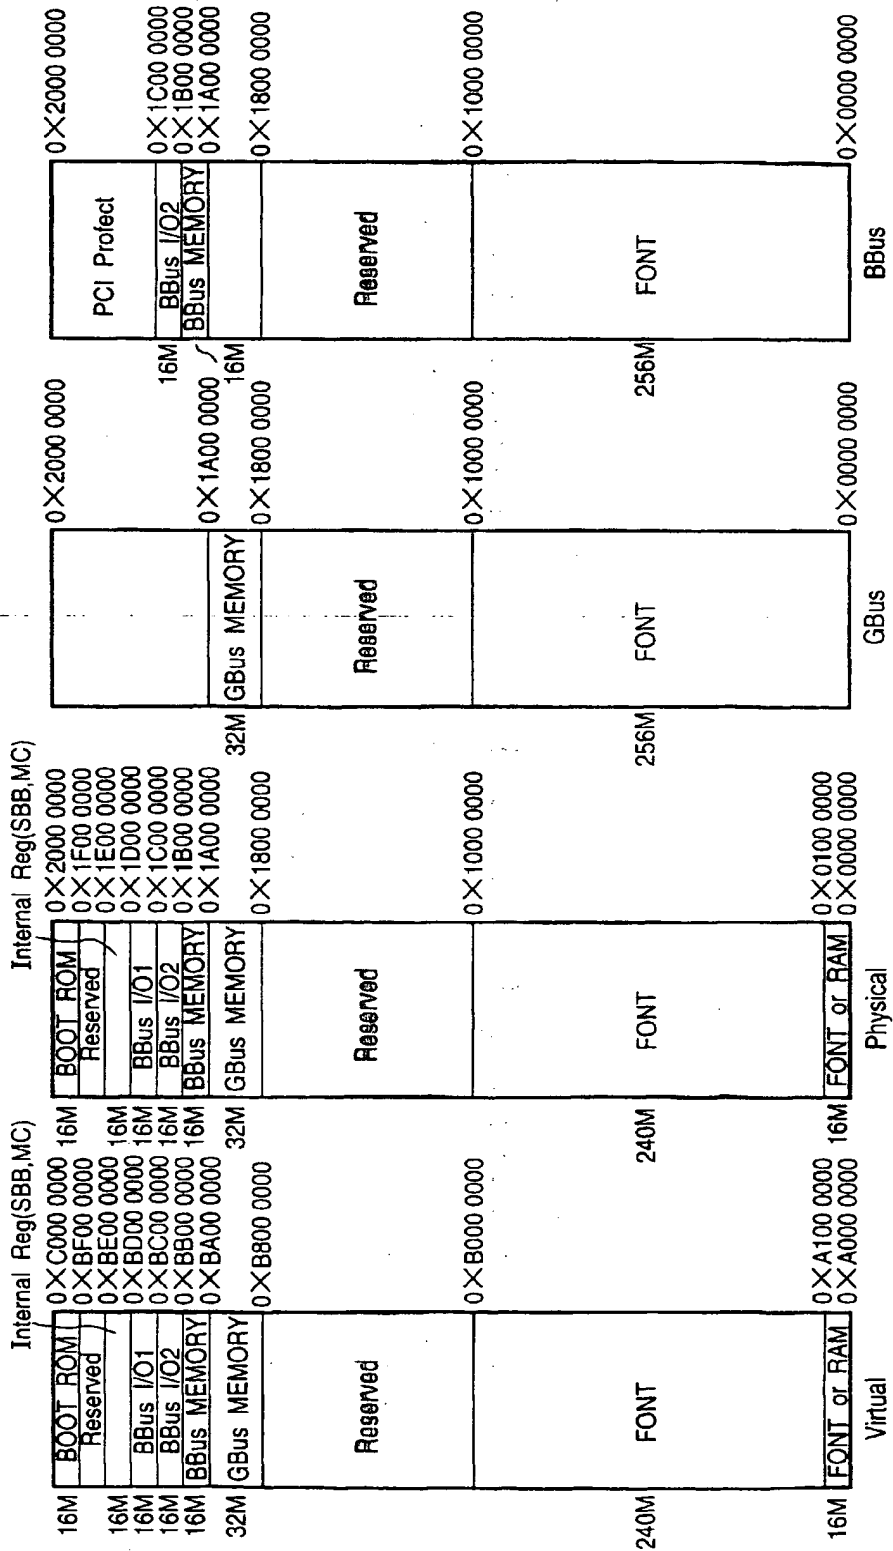 Internal Reg(SBB,MC)
0×C000 0000
0×BF00 0000
0×BE00 0000
0×BD00 0000
0×BC00 0000
0×BB00 0000
0×BA00 0000
0×B800 0000
0×B000 0000
0×A100 0000
0×A000 0000
16M
BOOT ROM
Reserved
16M
16M
BBus I/O1
16M
BBus I/O2
16M
BBus MEMORY
32M
GBus MEMORY
Reserved
240M
FONT
16M
FONT or RAM
Virtual
Internal Reg(SBB,MC)
0×2000 0000
0×1F00 0000
0×1E00 0000
0×1D00 0000
0×1C00 0000
0×1B00 0000
0×1A00 0000
0×1800 0000
0×1000 0000
0×0100 0000
0×0000 0000
16M
BOOT ROM
Reserved
16M
16M
BBus I/O1
16M
BBus I/O2
16M
BBus MEMORY
32M
GBus MEMORY
Reserved
240M
FONT
16M
FONT or RAM
Physical
0×2000 0000
0×1A00 0000
0×1800 0000
0×1000 0000
0×0000 0000
32M
GBus MEMORY
Reserved
256M
FONT
GBus
0×2000 0000
0×1C00 0000
0×1B00 0000
0×1A00 0000
0×1800 0000
0×1000 0000
0×0000 0000
PCI Protect
16M
BBus I/O2
BBus MEMORY
16M
Reserved
256M
FONT
BBus